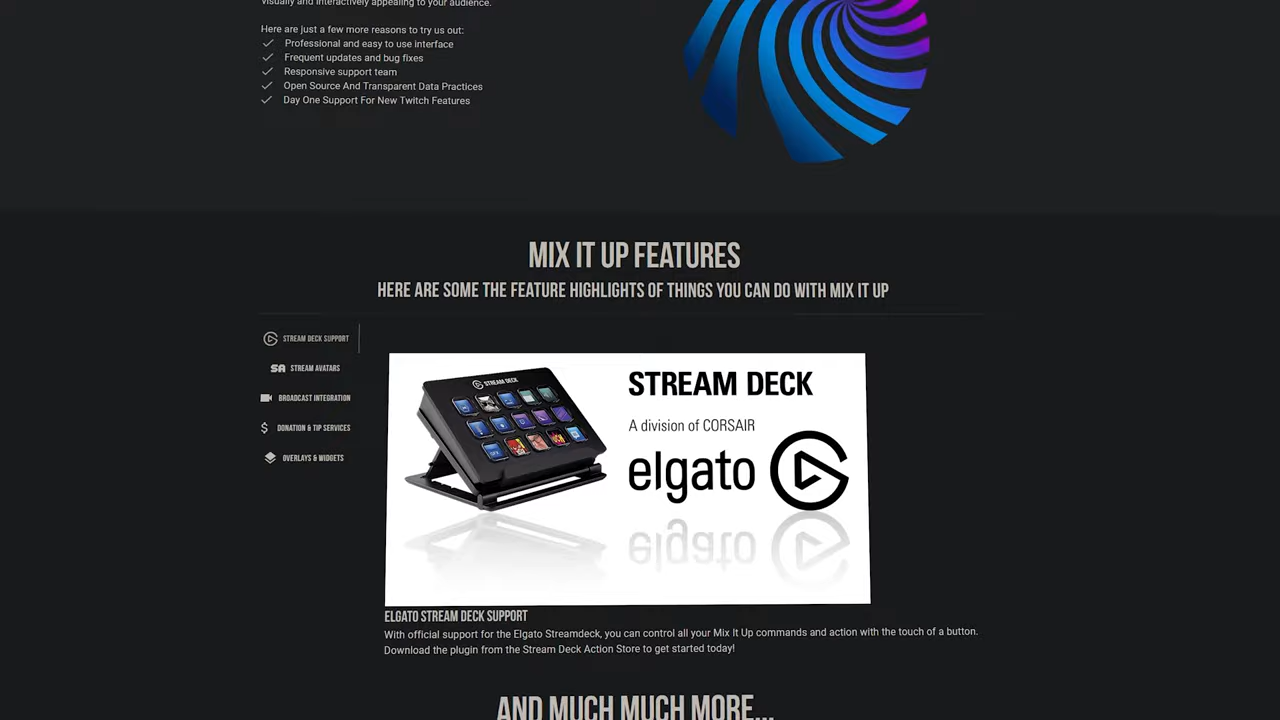 visually and interactively appealing to your audience.
Here are just a few more reasons to try us out:
Professional and easy to use interface
Frequent updates and bug fixes
Responsive support team
Open Source And Transparent Data Practices
Day One Support For New Twitch Features
MIX IT UP FEATURES
HERE ARE SOME THE FEATURE HIGHLIGHTS OF THINGS YOU CAN DO WITH MIX IT UP
STREAM DECK SUPPORT
SA STREAM AVATARS
BROADCAST INTEGRATION
$ DONATION & TIP SERVICES
OVERLAYS & WIDGETS
STREAM DECK
STREAM DECK
A division of CORSAIR
elgato
ELGATO STREAM DECK SUPPORT
With official support for the Elgato Streamdeck, you can control all your Mix It Up commands and action with the touch of a button.
Download the plugin from the Stream Deck Action Store to get started today!
AND MUCH MUCH MORE...